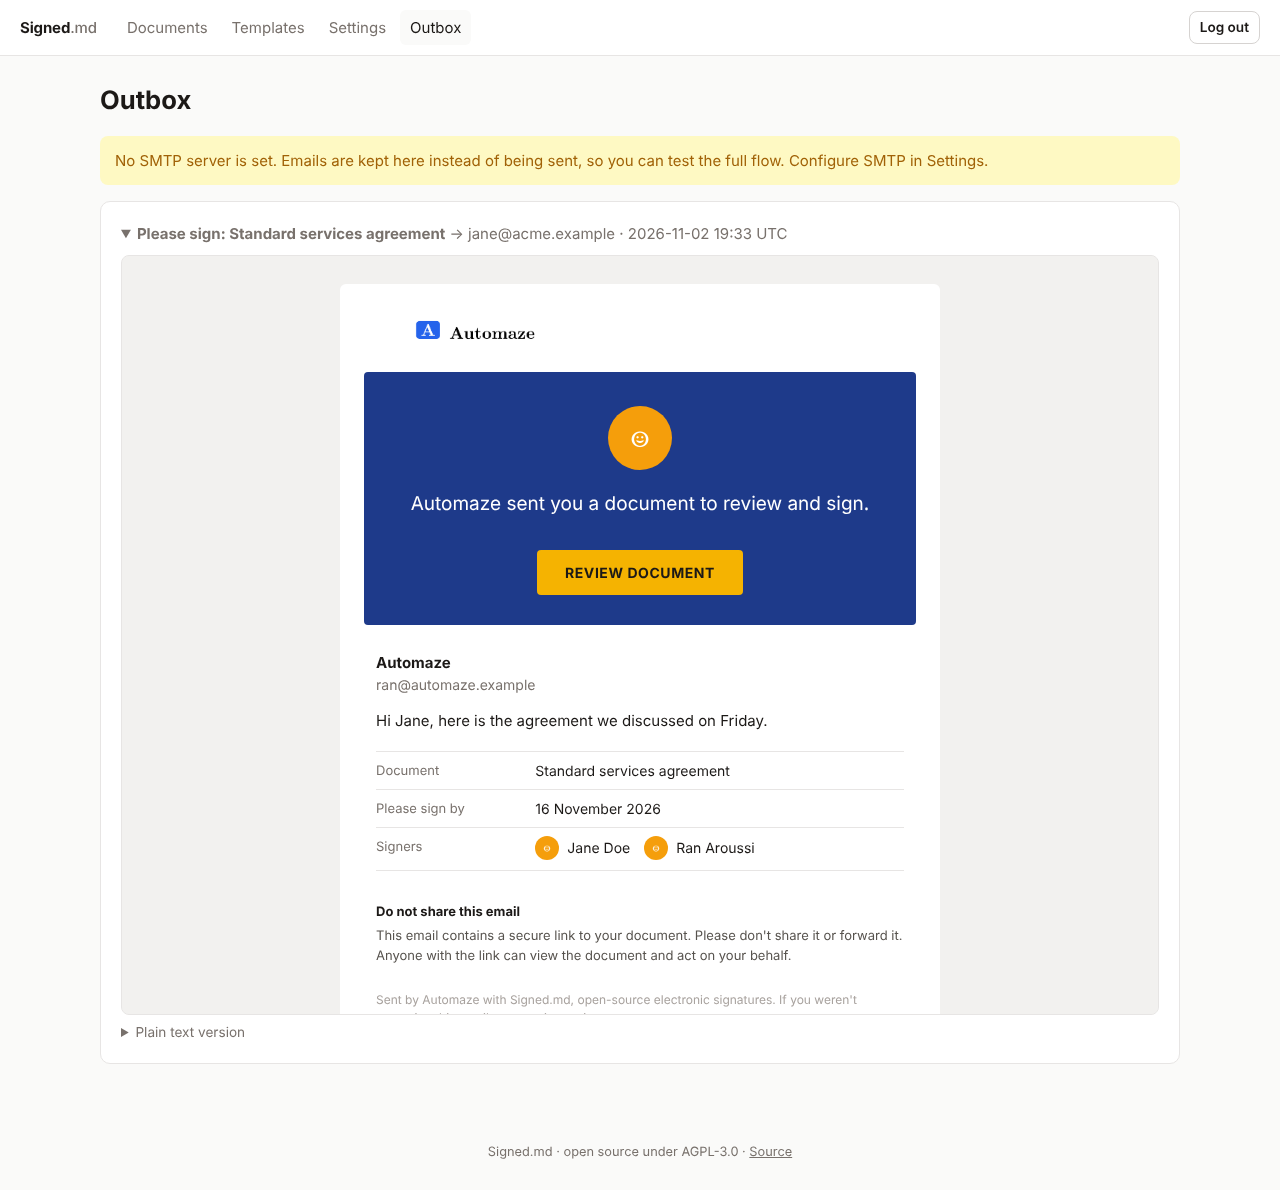 Signed.md Documents Templates Settings Outbox Log out
Outbox
No SMTP server is set. Emails are kept here instead of being sent, so you can test the full flow. Configure SMTP in Settings.
▼ Please sign: Standard services agreement → jane@acme.example · 2026-11-02 19:33 UTC
A Automaze
Automaze sent you a document to review and sign.
REVIEW DOCUMENT
Automaze
ran@automaze.example
Hi Jane, here is the agreement we discussed on Friday.
Document Standard services agreement
Please sign by 16 November 2026
Signers Jane Doe Ran Aroussi
Do not share this email
This email contains a secure link to your document. Please don't share it or forward it.
Anyone with the link can view the document and act on your behalf.
Sent by Automaze with Signed.md, open-source electronic signatures. If you weren't
▶ Plain text version
Signed.md · open source under AGPL-3.0 · Source